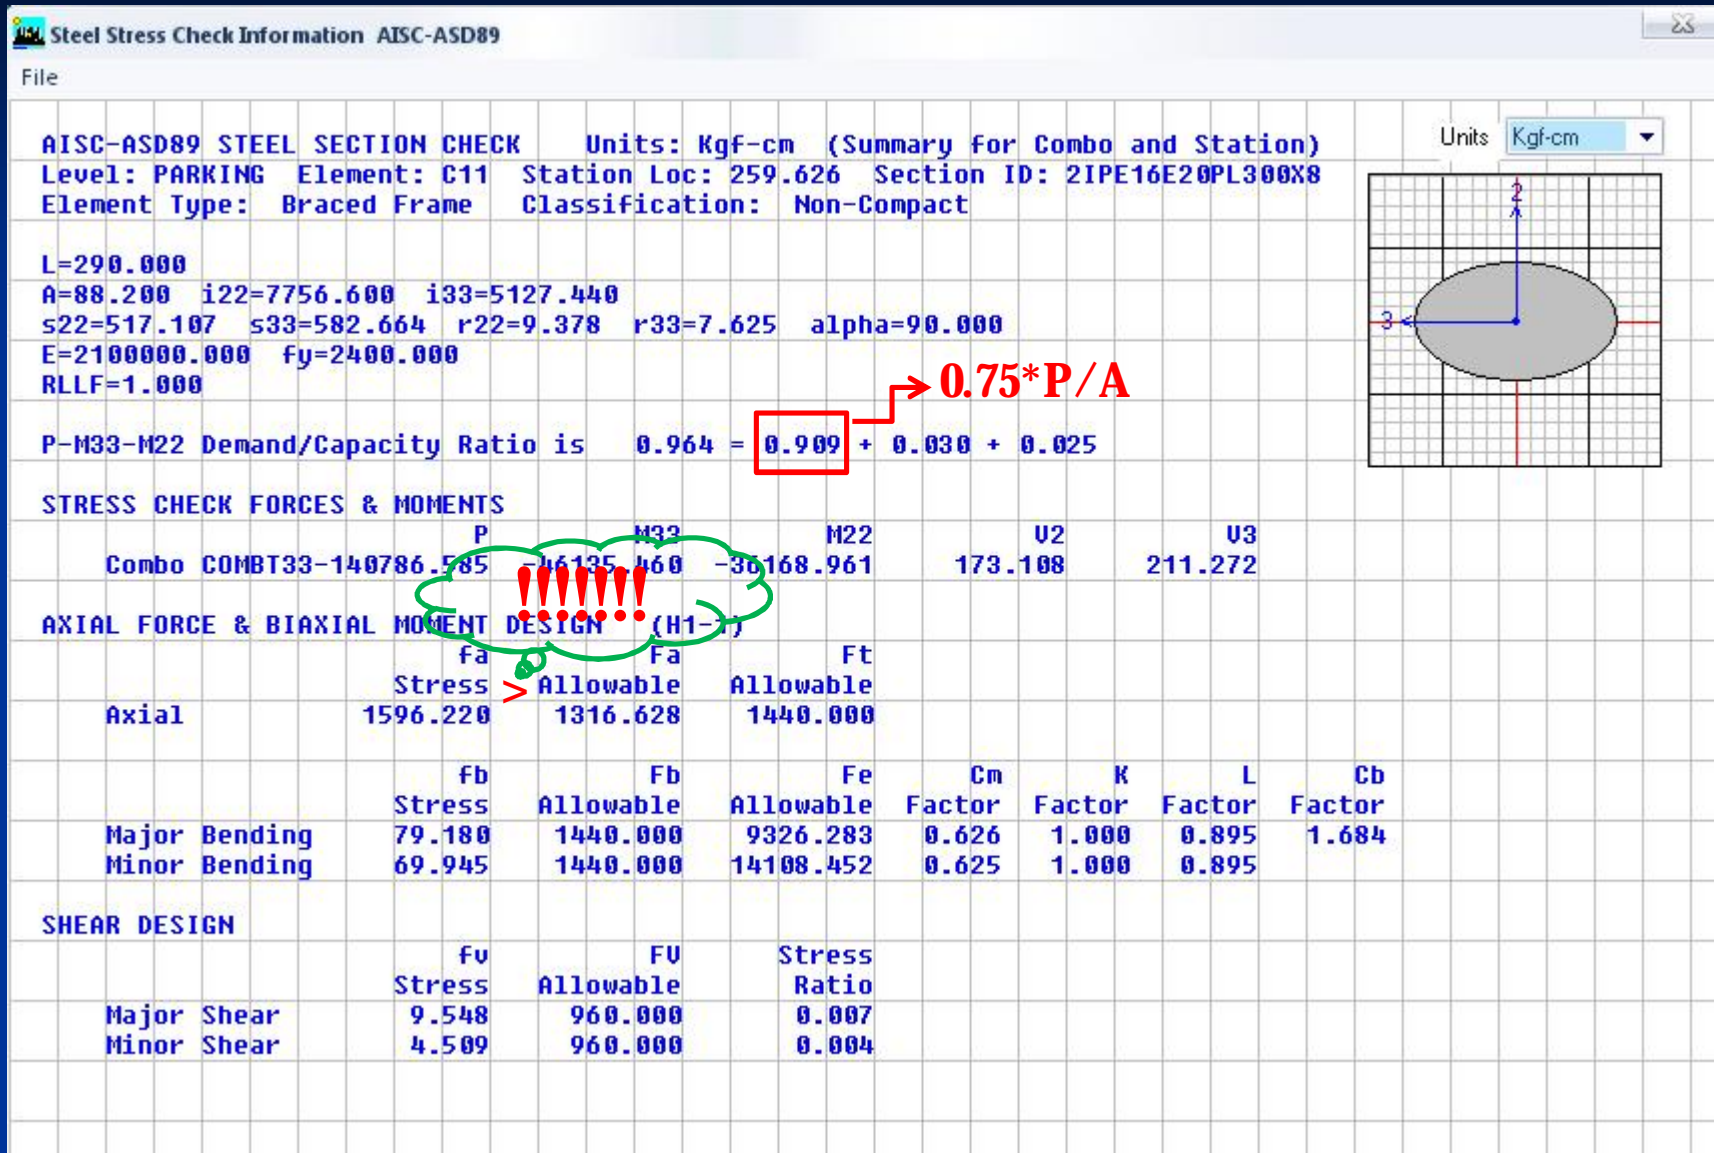 Steel Stress Check Information AISC-ASD89
File
AISC-ASD89 STEEL SECTION CHECK Units: Kgf-cm (Summary for Combo and Station)
Units Kgf-cm
Level: PARKING Element: C11 Station Loc: 259.626 Section ID: 2IPE16E20PL300X8
Element Type: Braced Frame Classification: Non-Compact
2
3
L=290.000
A=88.200 i22=7756.600 i33=5127.440
s22=517.107 s33=582.664 r22=9.378 r33=7.625 alpha=90.000
E=2100000.000 fy=2400.000
RLLF=1.000
0.75*P/A
P-M33-M22 Demand/Capacity Ratio is 0.964 = 0.909 + 0.030 + 0.025
STRESS CHECK FORCES & MOMENTS
P M33 M22 V2 V3
Combo COMBT33-140786.585 -46135.460 -36168.961 173.108 211.272
!!!!!!!
AXIAL FORCE & BIAXIAL MOMENT DESIGN (H1-1)
fa Fa Ft
Stress > Allowable Allowable
Axial 1596.220 1316.628 1440.000
fb Fb Fe Cm K L Cb
Stress Allowable Allowable Factor Factor Factor Factor
Major Bending 79.180 1440.000 9326.283 0.626 1.000 0.895 1.684
Minor Bending 69.945 1440.000 14108.452 0.625 1.000 0.895
SHEAR DESIGN
fv FV Stress
Stress Allowable Ratio
Major Shear 9.548 960.000 0.007
Minor Shear 4.509 960.000 0.004